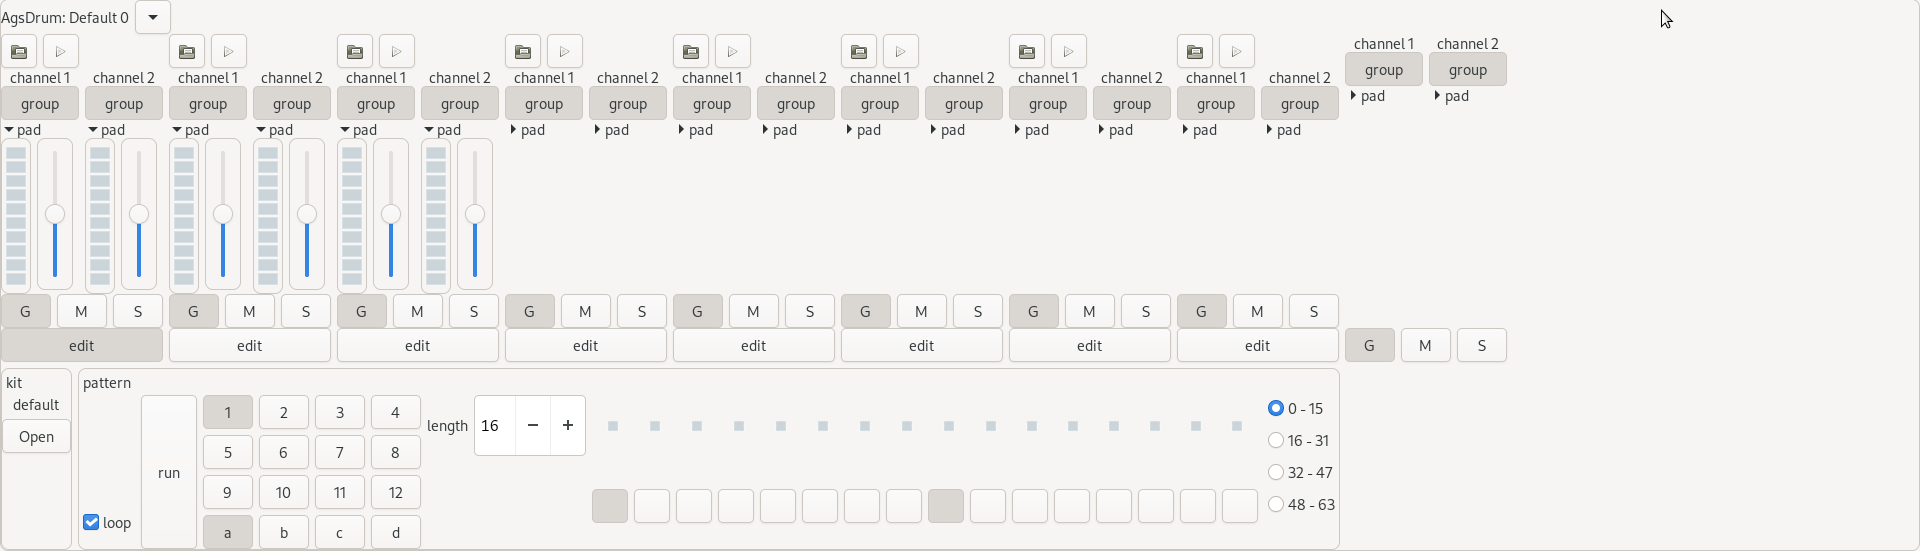 AgsDrum: Default 0
channel 1 channel 2
channel 1 channel 2 channel 1 channel 2 channel 1 channel 2 channel 1 channel 2 channel 1 channel 2 channel 1 channel 2 channel 1 channel 2 channel 1 channel 2
group group
group group group group group group group group group group group group group group group group
pad pad
pad pad pad pad pad pad pad pad pad pad pad pad pad pad pad pad
G M S G M S G M S G M S G M S G M S G M S G M S
edit edit edit edit edit edit edit edit G M S
kit pattern
default
Open
loop
run
1 2 3 4
5 6 7 8
9 10 11 12
a b c d
length 16 − +
0 - 15
16 - 31
32 - 47
48 - 63